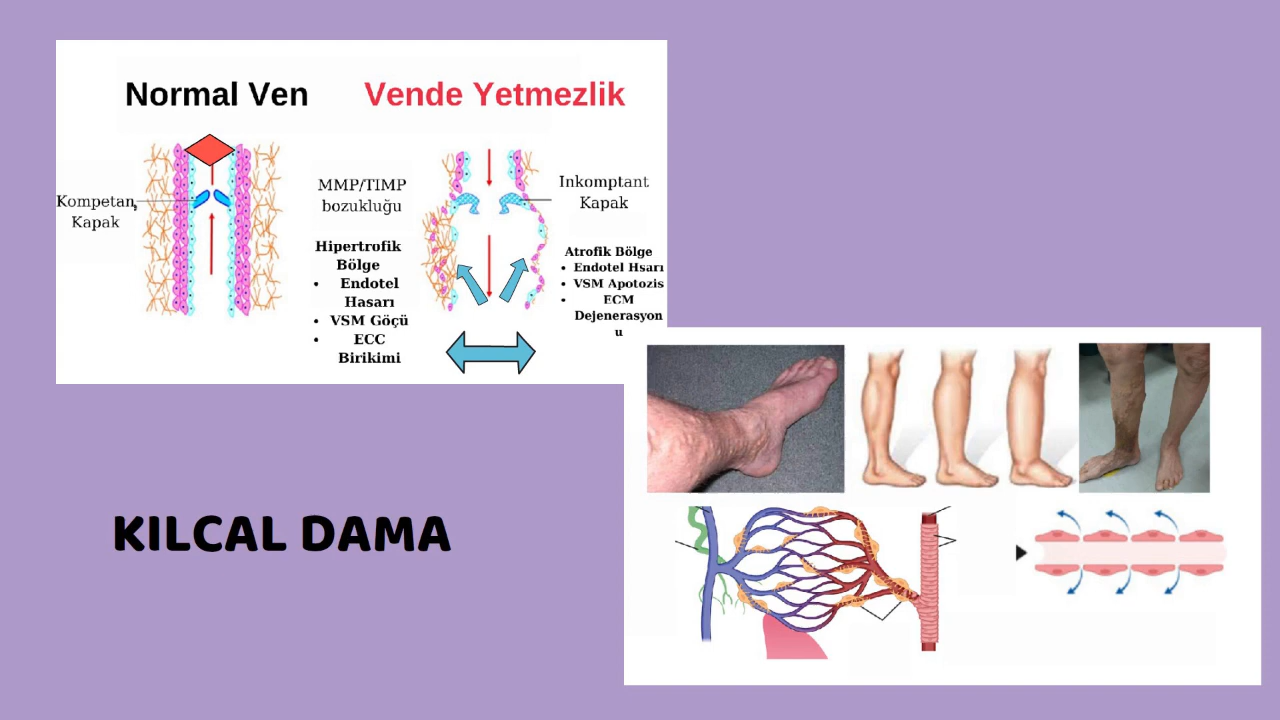 Normal Ven
Vende Yetmezlik
Kompetan,
Kapak
MMP/TIMP
bozukluğu
Inkomptant
Kapak
Hipertrofik
Bölge
• Endotel
Hasarı
• VSM Göçü
• ECC
Birikimi
Atrofik Bölge
• Endotel Hsarı
• VSM Apotozis
• ECM
Dejenerasyon
u
KILCAL DAMA